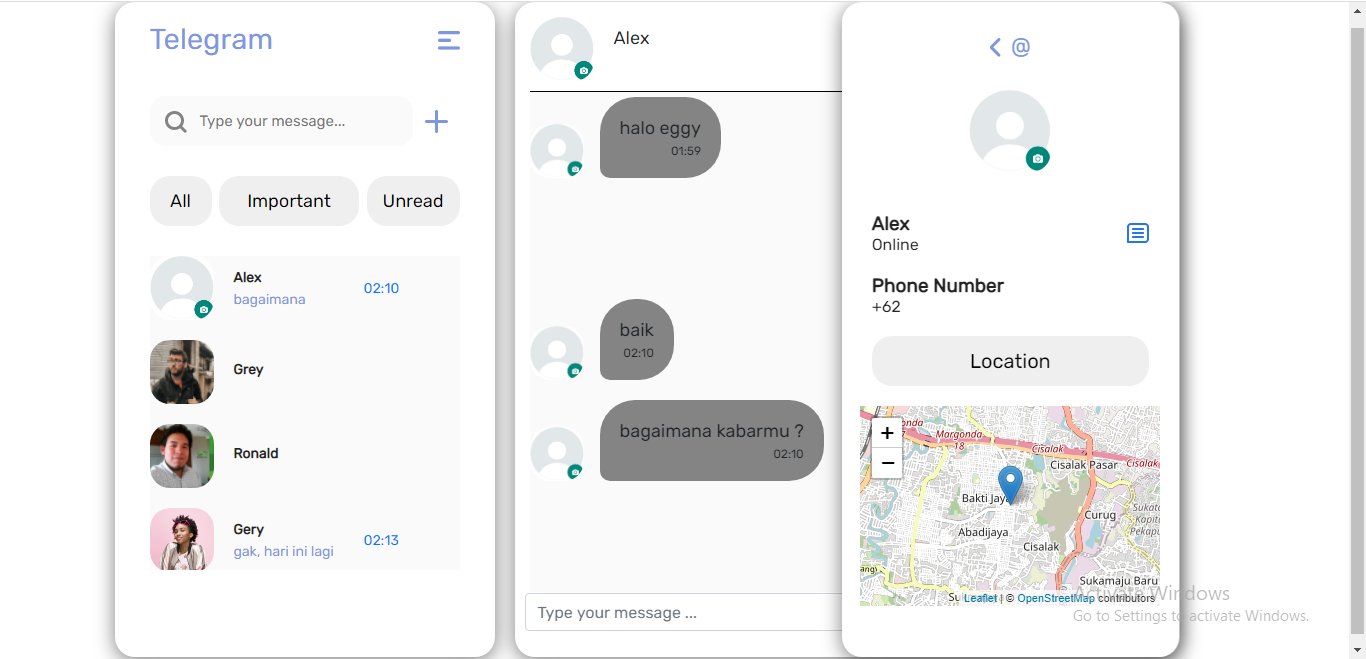 Telegram
Type your message...
All
Important
Unread
Alex
bagaimana
02:10
Grey
Ronald
Gery
gak, hari ini lagi
02:13
Alex
halo eggy
01:59
baik
02:10
bagaimana kabarmu ?
02:10
Type your message ...
@
Alex
Online
Phone Number
+62
Location
+
−
Margonda
18
Margonda
Cisalak
Cisalak Pasar
Cisalak
Bakti Jaya
Curug
Abadijaya
Cisalak
Sukamaju Baru
Leaflet | © OpenStreetMap contributors
Activate Windows
Go to Settings to activate Windows.